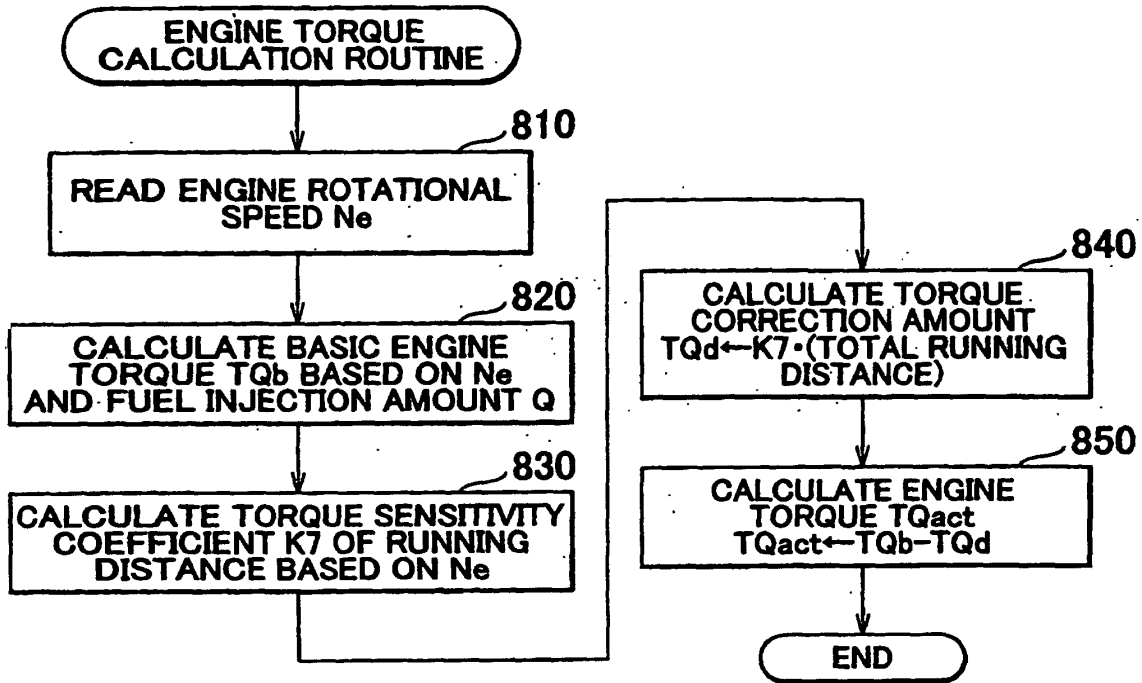 ENGINE TORQUE
CALCULATION ROUTINE
810
READ ENGINE ROTATIONAL
SPEED Ne
820
CALCULATE BASIC ENGINE
TORQUE TQb BASED ON Ne
AND FUEL INJECTION AMOUNT Q
830
CALCULATE TORQUE SENSITIVITY
COEFFICIENT K7 OF RUNNING
DISTANCE BASED ON Ne
840
CALCULATE TORQUE
CORRECTION AMOUNT
TQd←K7·(TOTAL RUNNING
DISTANCE)
850
CALCULATE ENGINE
TORQUE TQact
TQact←TQb−TQd
END